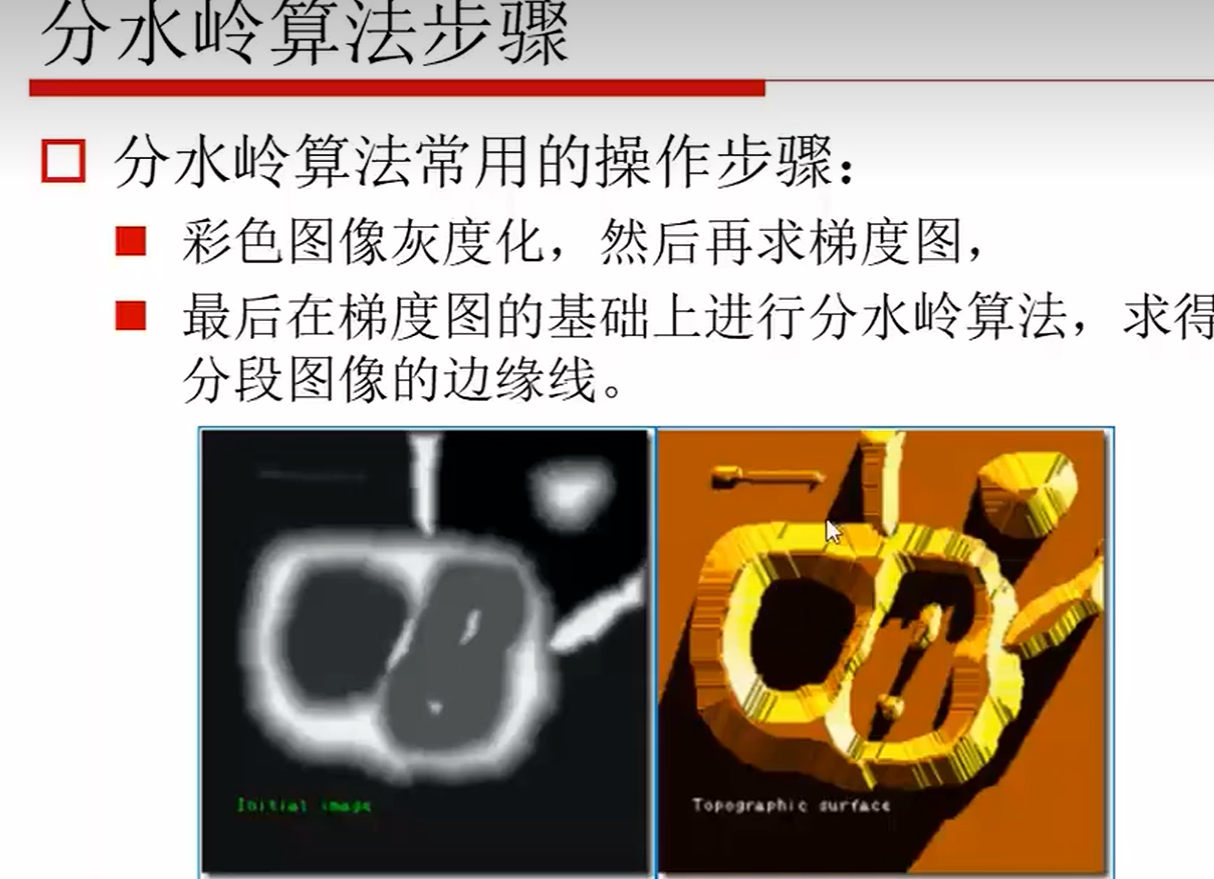 分水岭算法步骤
分水岭算法常用的操作步骤：
彩色图像灰度化，然后再求梯度图，
最后在梯度图的基础上进行分水岭算法，求得
分段图像的边缘线。
Initial image
Topographic surface